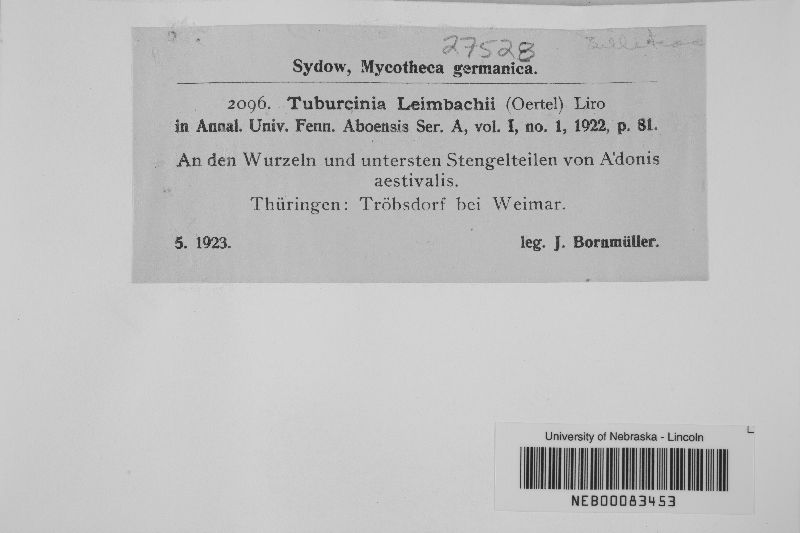 27528
Sydow, Mycotheca germanica.
2096. Tuburcinia Leimbachii (Oertel) Liro
in Annal. Univ. Fenn. Aboensis Ser. A, vol. I, no. 1, 1922, p. 81.
An den Wurzeln und untersten Stengelteilen von Adonis
aestivalis.
Thüringen: Tröbsdorf bei Weimar.
5. 1923. leg. J. Bornmüller.
University of Nebraska - Lincoln
NEB00083453